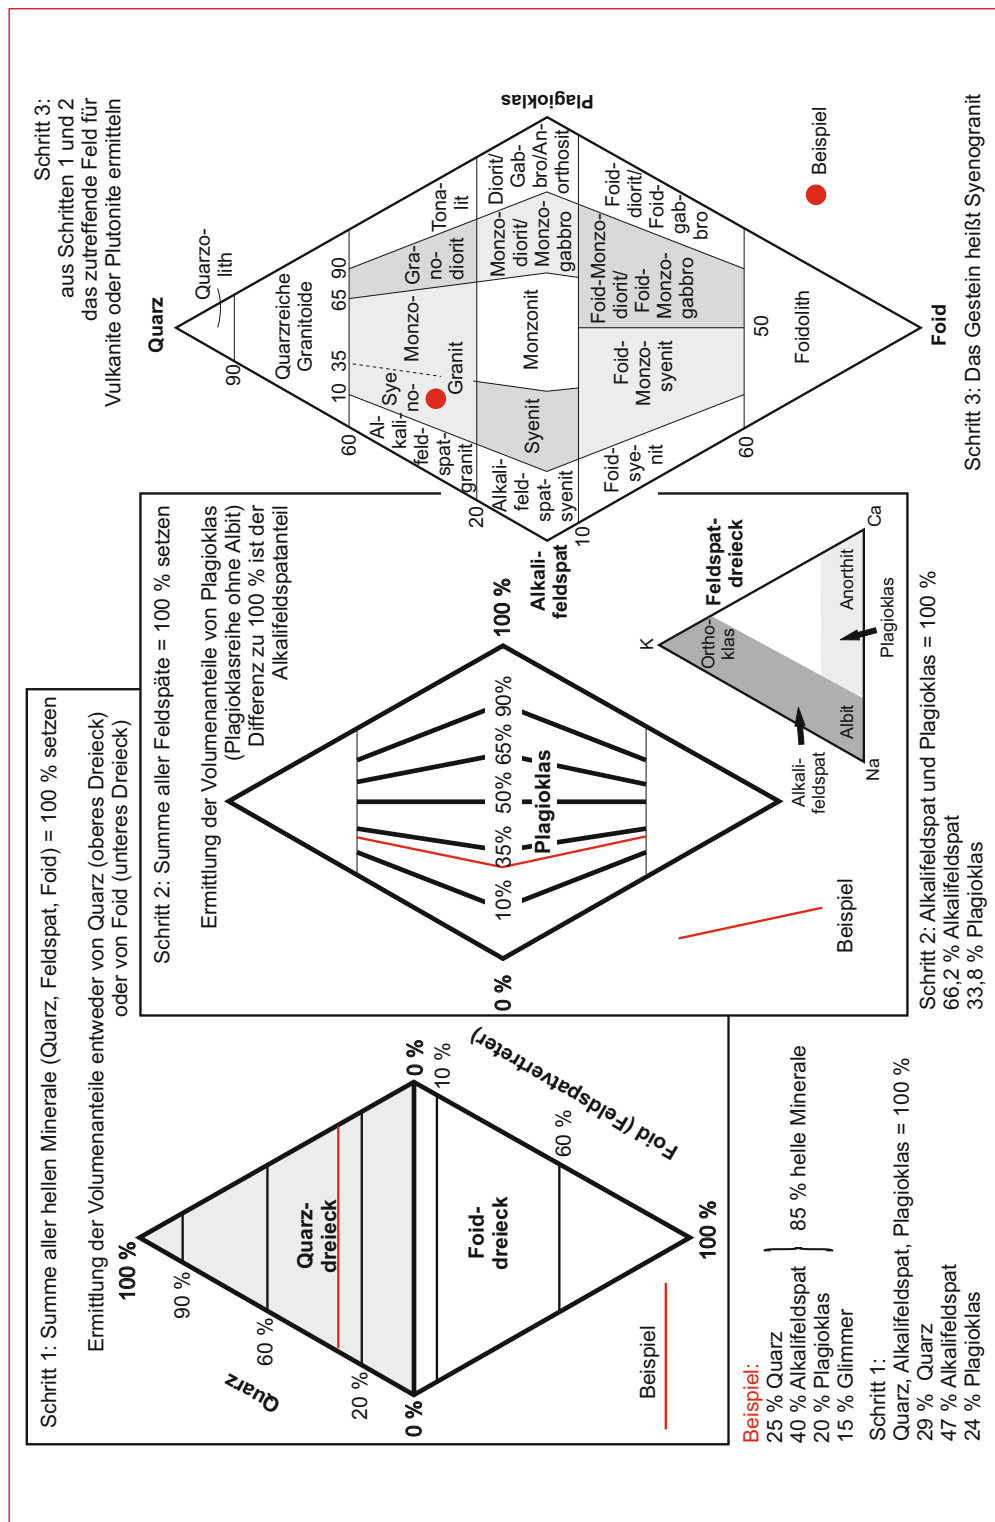 Schritt 1: Summe aller hellen Minerale (Quarz, Feldspat, Foid) = 100 % setzen
Ermittlung der Volumenanteile entweder von Quarz (oberes Dreieck)
oder von Foid (unteres Dreieck)
100 %
90 %
60 %
20 %
0 %
Quarz
Quarz-
dreieck
0 %
10 %
Foid (Feldspatvertreter)
60 %
Foid-
dreieck
100 %
Beispiel
Beispiel:
25 % Quarz
40 % Alkalifeldspat
20 % Plagioklas
15 % Glimmer
85 % helle Minerale
Schritt 1:
Quarz, Alkalifeldspat, Plagioklas = 100 %
29 % Quarz
47 % Alkalifeldspat
24 % Plagioklas
Schritt 2: Summe aller Feldspäte = 100 % setzen
Ermittlung der Volumenanteile von Plagioklas
(Plagioklasreihe ohne Albit)
Differenz zu 100 % ist der
Alkalifeldspatanteil
0 %
10% 35% 50% 65% 90%
100 %
Plagioklas
Beispiel
Feldspat-
dreieck
K
Ortho-
klas
Alkali-
feldspat
Albit
Anorthit
Na
Ca
Plagioklas
Schritt 2: Alkalifeldspat und Plagioklas = 100 %
66,2 % Alkalifeldspat
33,8 % Plagioklas
Schritt 3:
aus Schritten 1 und 2
das zutreffende Feld für
Vulkanite oder Plutonite ermitteln
Quarz
Quarzo-
lith
90
Quarzreiche
Granitoide
60
10 35 65 90
Al-
kali-
feld-
spat-
granit
Sye-
no-
Monzo-
Granit
Gra-
no-
diorit
Tona-
lit
20
Alkali-
feld-
spat-
syenit
Syenit
Monzonit
Monzo-
diorit/
Monzo-
gabbro
Diorit/
Gab-
bro/An-
orthosit
Alkali-
feldspat
Plagioklas
10
Foid-
sye-
nit
Foid-
Monzo-
syenit
Foid-Monzo-
diorit/
Foid-
Monzo-
gabbro
Foid-
diorit/
Foid-
gab-
bro
60
50
Foidolith
Foid
Beispiel
Schritt 3: Das Gestein heißt Syenogranit